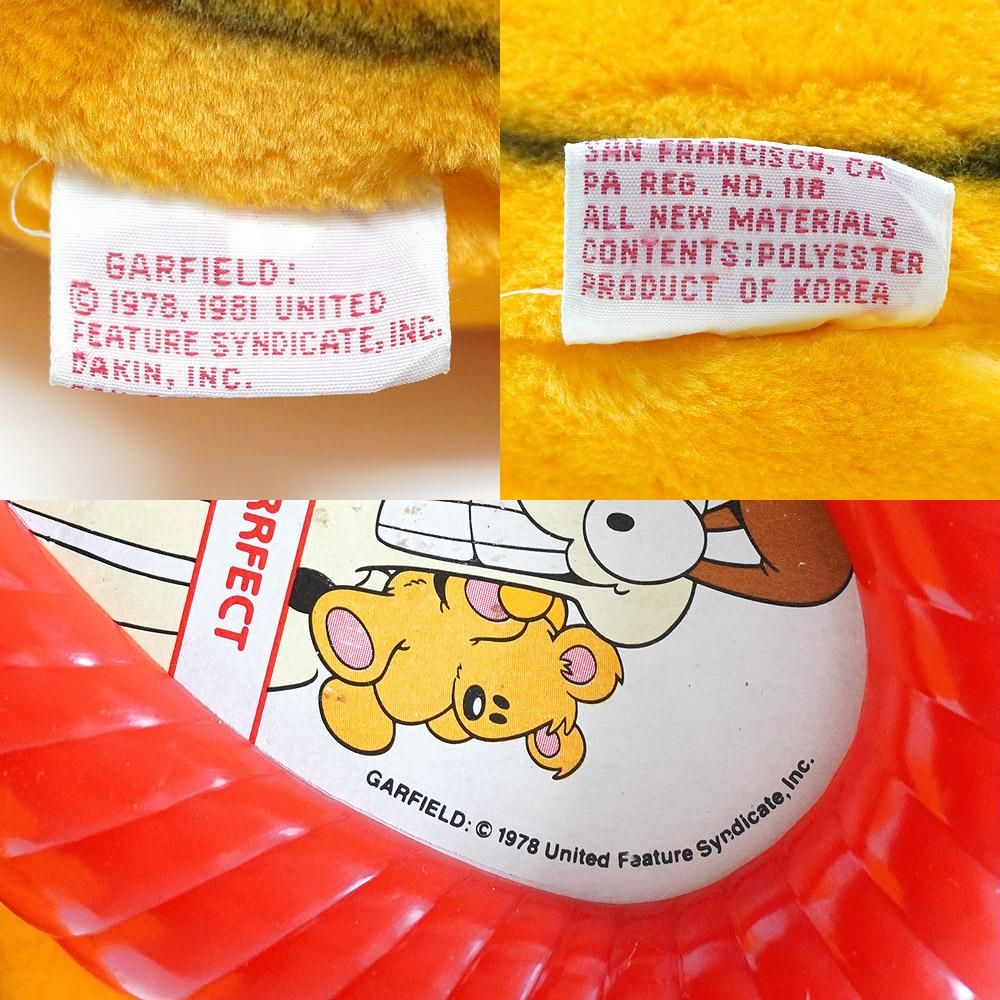 GARFIELD:
© 1978, 1981 UNITED
FEATURE SYNDICATE, INC.
DAKIN, INC.
SAN FRANCISCO, CA
PA REG. NO. 118
ALL NEW MATERIALS
CONTENTS:POLYESTER
PRODUCT OF KOREA
RRFECT
GARFIELD: © 1978 United Feature Syndicate, Inc.